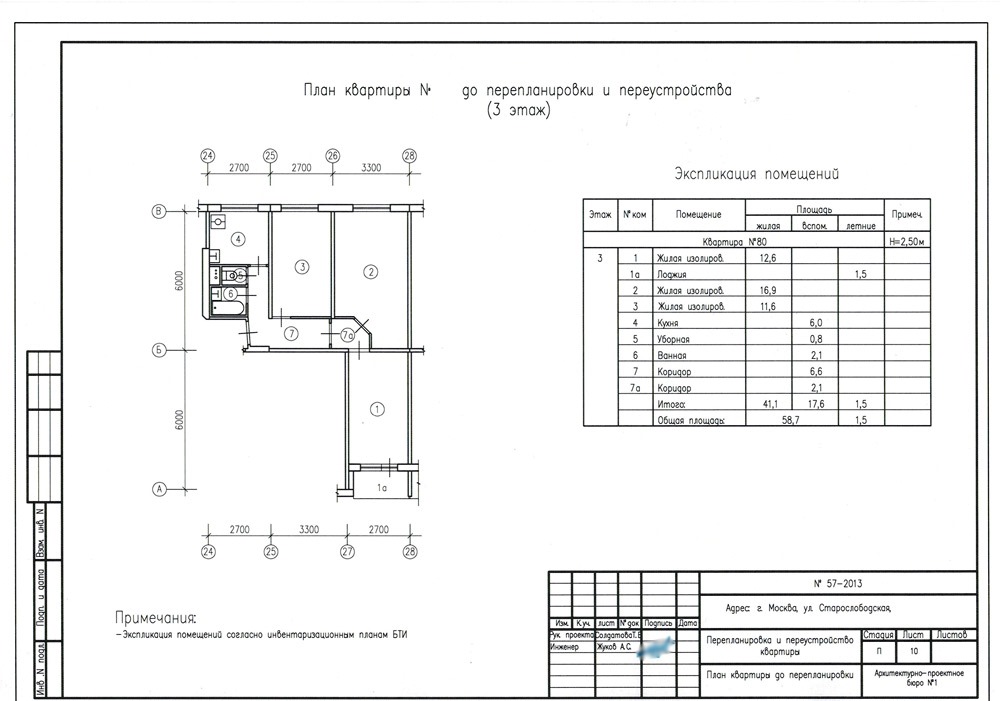 План квартиры № до перепланировки и переустройства
(3 этаж)
24 25 26 28
2700 2700 3300
В
6000
Б
6000
А
4
3
2
5
6
7
7а
1
1а
2700 3300 2700
24 25 27 28
Экспликация помещений
Этаж № ком Помещение Площадь Примеч.
жилая вспом. летние
Квартира №80 Н=2,50м
3 1 Жилая изолиров. 12,6
1а Лоджия 1,5
2 Жилая изолиров. 16,9
3 Жилая изолиров. 11,6
4 Кухня 6,0
5 Уборная 0,8
6 Ванная 2,1
7 Коридор 6,6
7а Коридор 2,1
Итого: 41,1 17,6 1,5
Общая площадь: 58,7 1,5
Примечания:
-Экспликация помещений согласно инвентаризационным планам БТИ
Взам. инв. N
Подп. и дата
Инв. N подл.
№ 57-2013
Адрес: г. Москва, ул. Старослободская,
Изм. К.уч. лист № док Подпись Дата
Рук. проекта Солдатова Т.Е
Инженер Жуков А.С.
Перепланировка и переустройство
квартиры
Стадия Лист Листов
П 10
План квартиры до перепланировки
Архитектурно-проектное
бюро №1